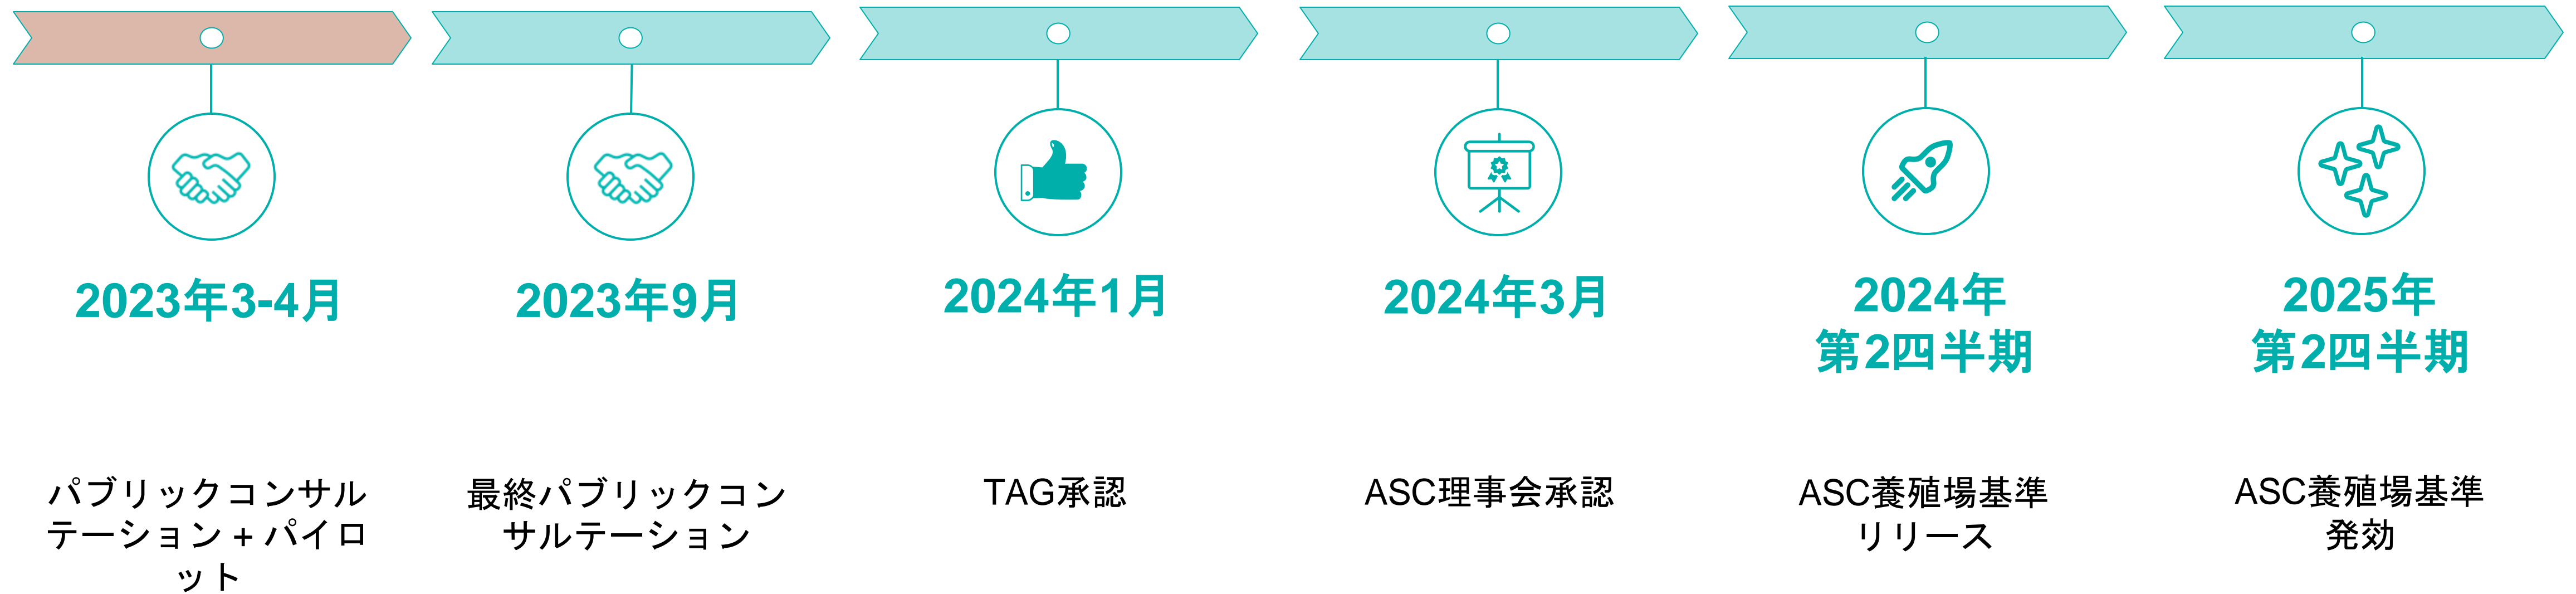 2023年3-4月
パブリックコンサル
テーション + パイロ
ット
2023年9月
最終パブリックコン
サルテーション
2024年1月
TAG承認
2024年3月
ASC理事会承認
2024年
第2四半期
ASC養殖場基準
リリース
2025年
第2四半期
ASC養殖場基準
発効